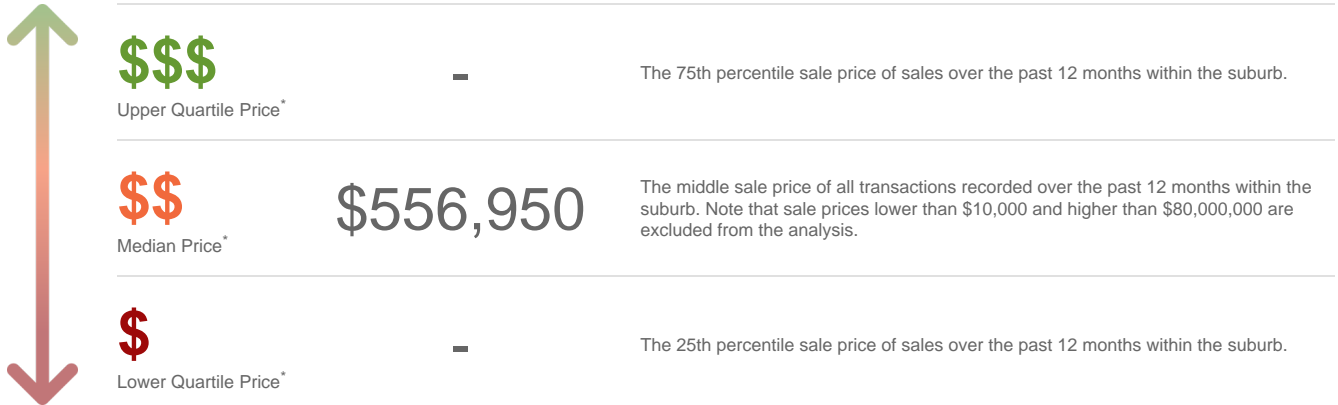 $$$
Upper Quartile Price*
-
The 75th percentile sale price of sales over the past 12 months within the suburb.
$$
Median Price*
$556,950
The middle sale price of all transactions recorded over the past 12 months within the
suburb. Note that sale prices lower than $10,000 and higher than $80,000,000 are
excluded from the analysis.
$
Lower Quartile Price*
-
The 25th percentile sale price of sales over the past 12 months within the suburb.